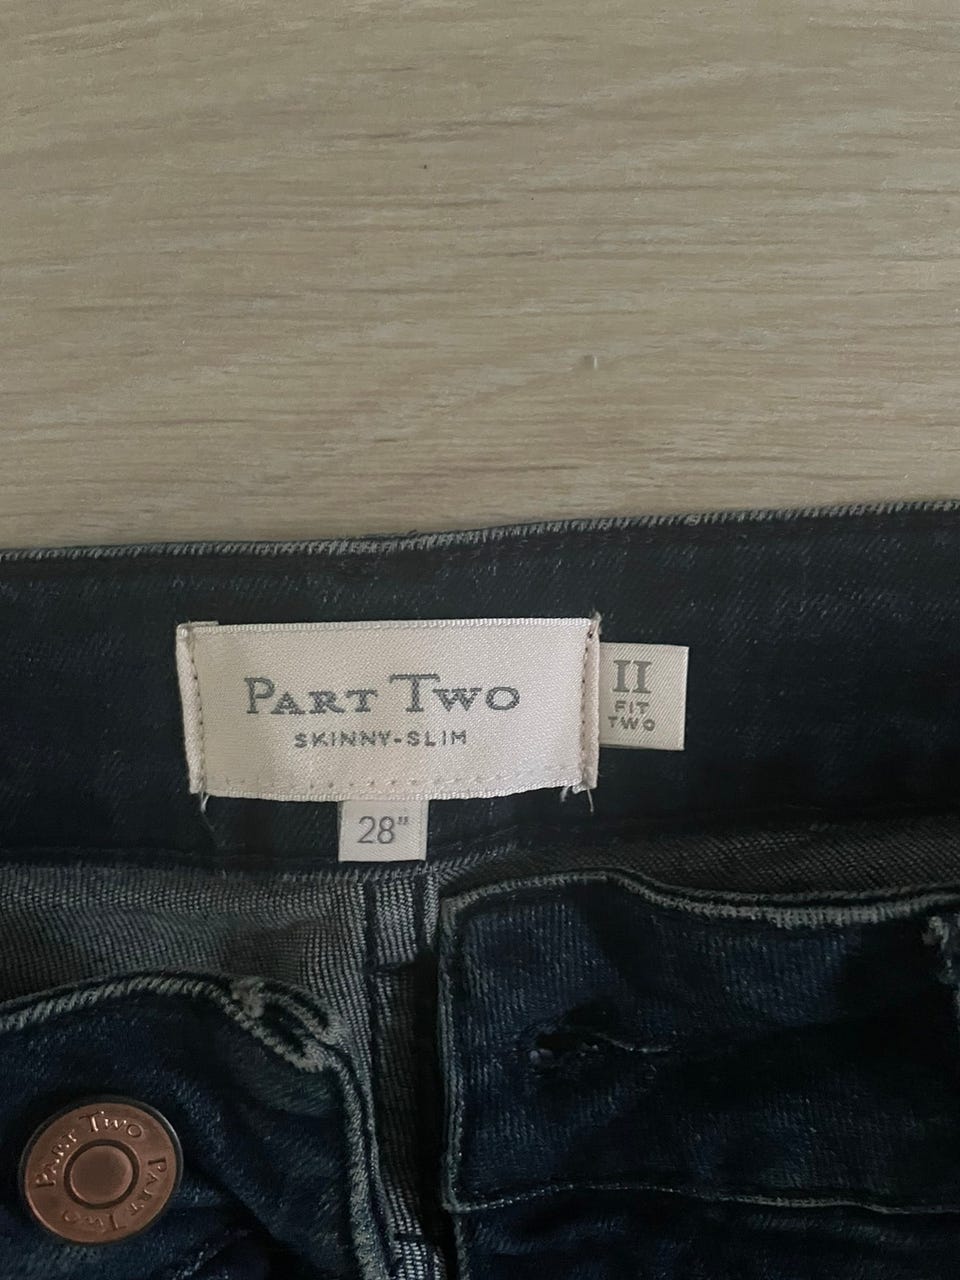 PART TWO
SKINNY-SLIM
II
FIT
TWO
28"
PART TWO PART TWO